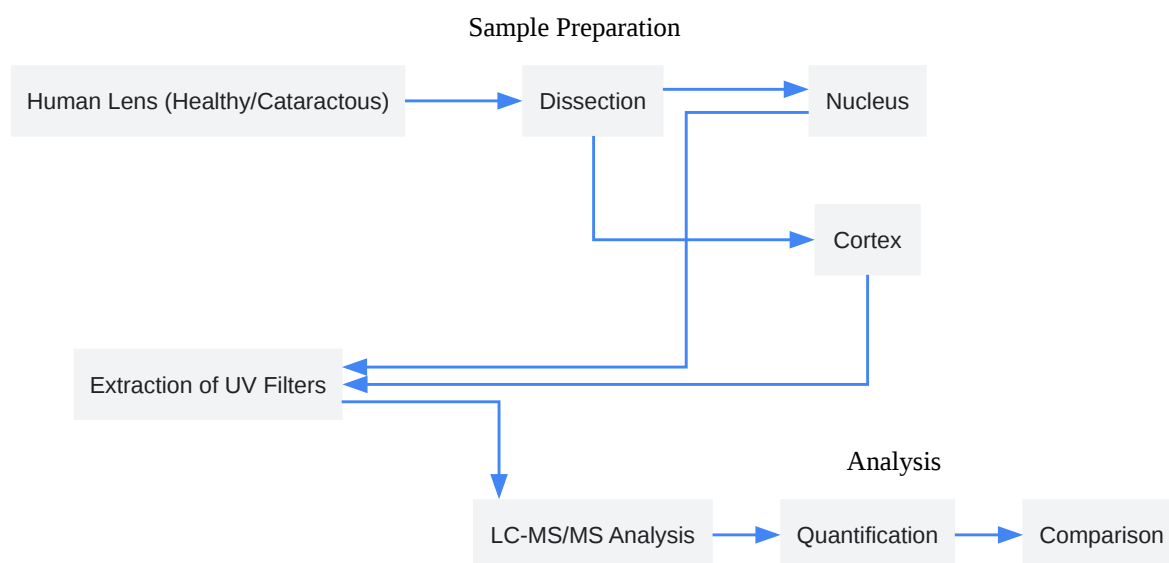 Sample Preparation
Human Lens (Healthy/Cataractous)
Dissection
Nucleus
Cortex
Extraction of UV Filters
Analysis
LC-MS/MS Analysis
Quantification
Comparison